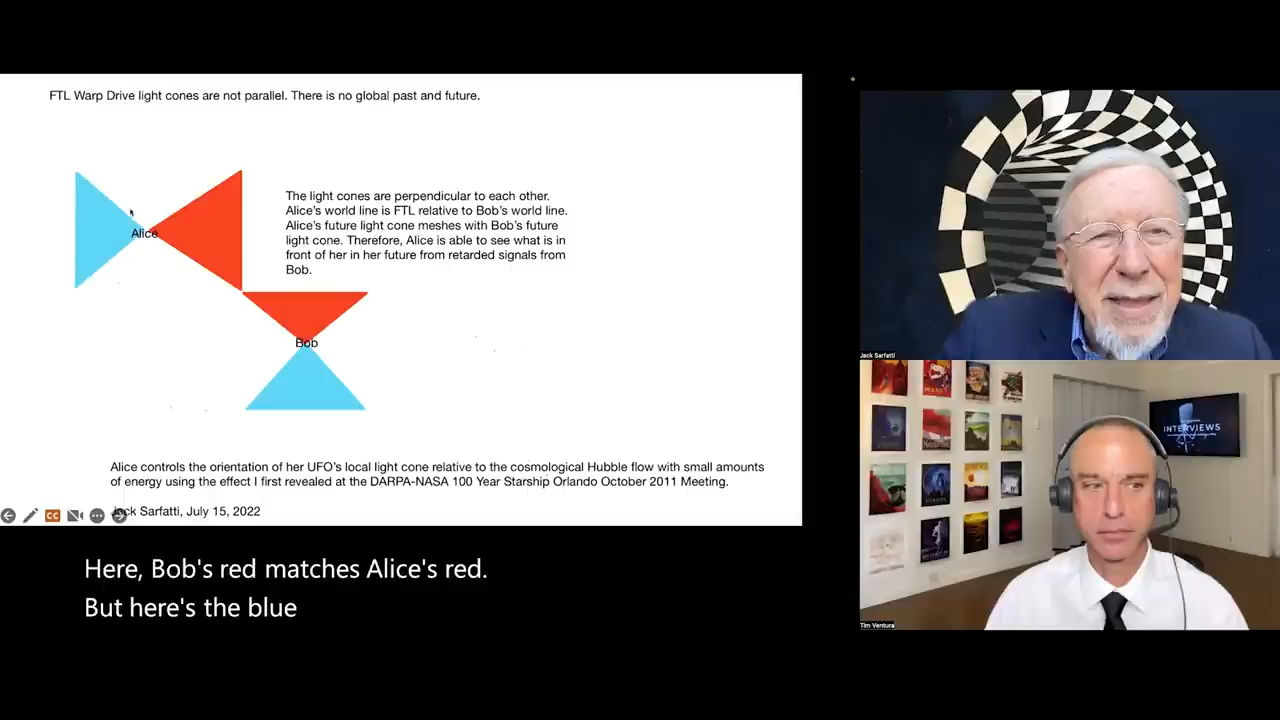 FTL Warp Drive light cones are not parallel. There is no global past and future.
Alice
The light cones are perpendicular to each other.
Alice's world line is FTL relative to Bob's world line.
Alice's future light cone meshes with Bob's future
light cone. Therefore, Alice is able to see what is in
front of her in her future from retarded signals from
Bob.
Bob
Alice controls the orientation of her UFO's local light cone relative to the cosmological Hubble flow with small amounts
of energy using the effect I first revealed at the DARPA-NASA 100 Year Starship Orlando October 2011 Meeting.
CC
Jack Sarfatti, July 15, 2022
Here, Bob's red matches Alice's red.
But here's the blue
Jack Sarfatti
INTERVIEWS
Tim Ventura